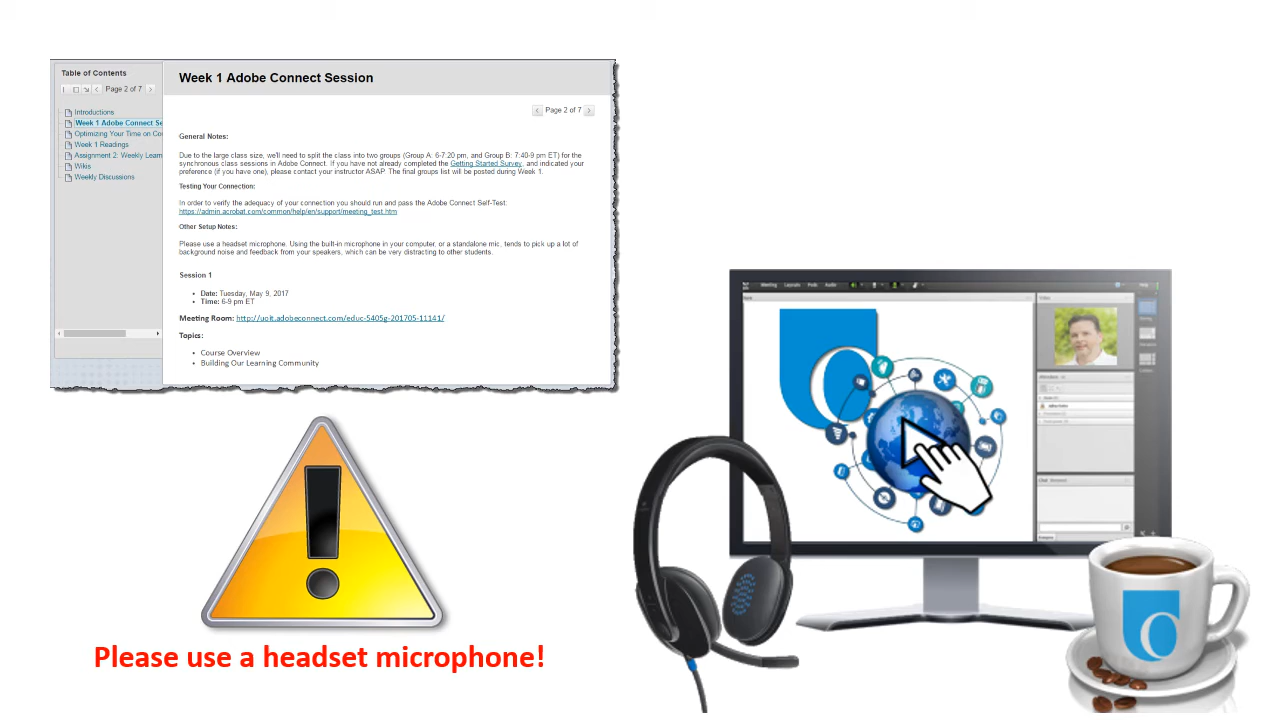 Table of Contents
Page 2 of 7
Introductions
Week 1 Adobe Connect Se
Optimizing Your Time on Co
Week 1 Readings
Assignment 2: Weekly Learn
Wikis
Weekly Discussions
Week 1 Adobe Connect Session
Page 2 of 7
General Notes:
Due to the large class size, we'll need to split the class into two groups (Group A: 6-7:20 pm, and Group B: 7:40-9 pm ET) for the
synchronous class sessions in Adobe Connect. If you have not already completed the Getting Started Survey, and indicated your
preference (if you have one), please contact your instructor ASAP. The final groups list will be posted during Week 1.
Testing Your Connection:
In order to verify the adequacy of your connection you should run and pass the Adobe Connect Self-Test:
https://admin.acrobat.com/common/help/en/support/meeting_test.htm
Other Setup Notes:
Please use a headset microphone. Using the built-in microphone in your computer, or a standalone mic, tends to pick up a lot of
background noise and feedback from your speakers, which can be very distracting to other students.
Session 1
Date: Tuesday, May 9, 2017
Time: 6-9 pm ET
Meeting Room: http://uoit.adobeconnect.com/educ-5405g-201705-11141/
Topics:
Course Overview
Building Our Learning Community
Please use a headset microphone!
Meeting Layouts Pods Audio
Help
Video